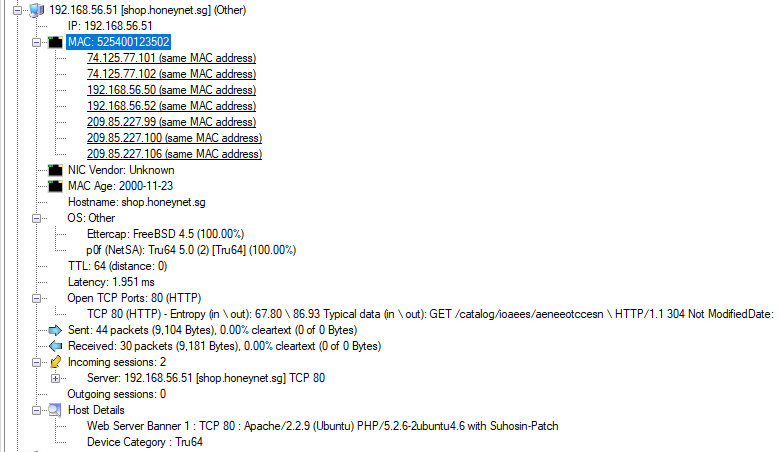 192.168.56.51 [shop.honeynet.sg] (Other)
IP: 192.168.56.51
MAC: 525400123502
74.125.77.101 (same MAC address)
74.125.77.102 (same MAC address)
192.168.56.50 (same MAC address)
192.168.56.52 (same MAC address)
209.85.227.99 (same MAC address)
209.85.227.100 (same MAC address)
209.85.227.106 (same MAC address)
NIC Vendor: Unknown
MAC Age: 2000-11-23
Hostname: shop.honeynet.sg
OS: Other
Ettercap: FreeBSD 4.5 (100.00%)
p0f (NetSA): Tru64 5.0 (2) [Tru64] (100.00%)
TTL: 64 (distance: 0)
Latency: 1.951 ms
Open TCP Ports: 80 (HTTP)
TCP 80 (HTTP) - Entropy (in \ out): 67.80 \ 86.93 Typical data (in \ out): GET /catalog/ioaees/aeneeotccesn \ HTTP/1.1 304 Not ModifiedDate:
Sent: 44 packets (9,104 Bytes), 0.00% cleartext (0 of 0 Bytes)
Received: 30 packets (9,181 Bytes), 0.00% cleartext (0 of 0 Bytes)
Incoming sessions: 2
Server: 192.168.56.51 [shop.honeynet.sg] TCP 80
Outgoing sessions: 0
Host Details
Web Server Banner 1 : TCP 80 : Apache/2.2.9 (Ubuntu) PHP/5.2.6-2ubuntu4.6 with Suhosin-Patch
Device Category : Tru64